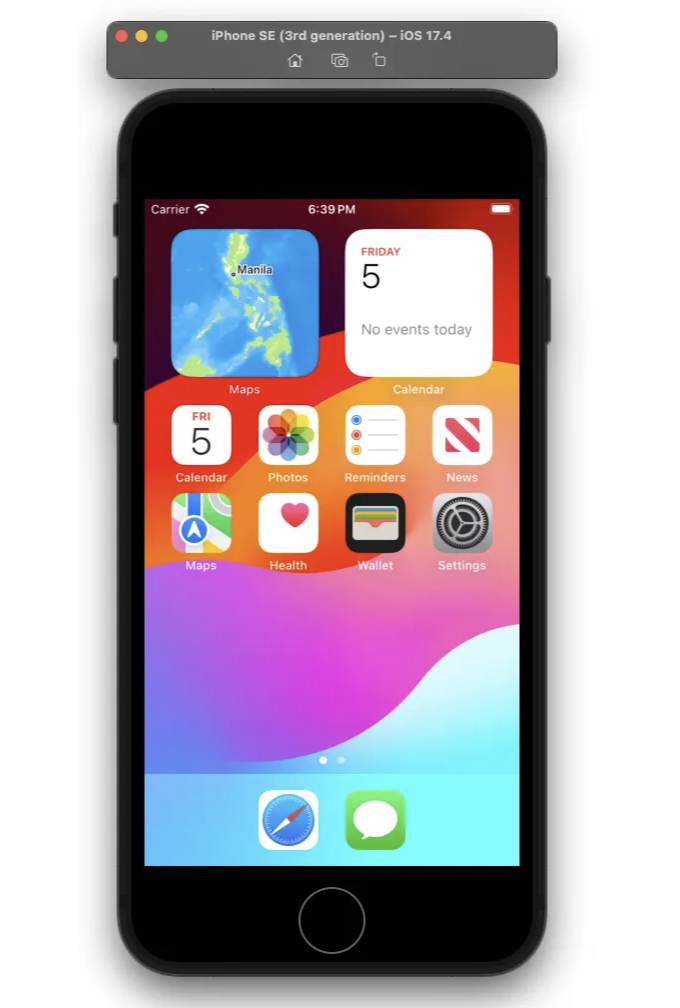 iPhone SE (3rd generation) – iOS 17.4
Carrier 6:39 PM
Manila
FRIDAY
5
No events today
Maps Calendar
FRI
5
Calendar Photos Reminders News
Maps Health Wallet Settings